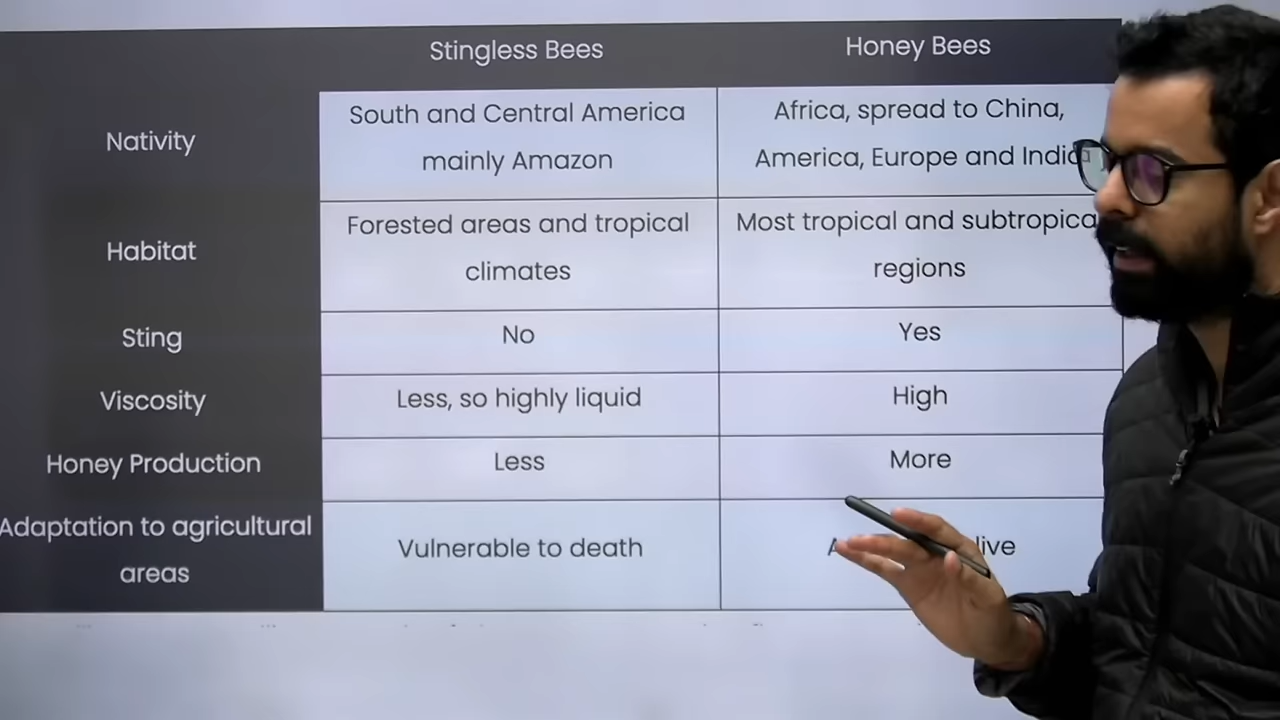 Stingless Bees
Honey Bees
Nativity
South and Central America
mainly Amazon
Africa, spread to China,
America, Europe and India
Habitat
Forested areas and tropical
climates
Most tropical and subtropica
regions
Sting
No
Yes
Viscosity
Less, so highly liquid
High
Honey Production
Less
More
Adaptation to agricultural
areas
Vulnerable to death